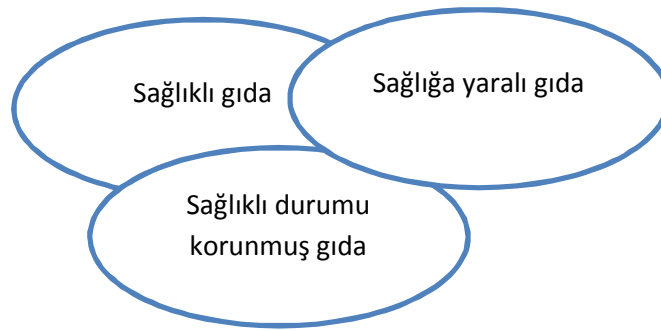 Sağlıklı gıda
Sağlığa yaralı gıda
Sağlıklı durumu
korunmuş gıda